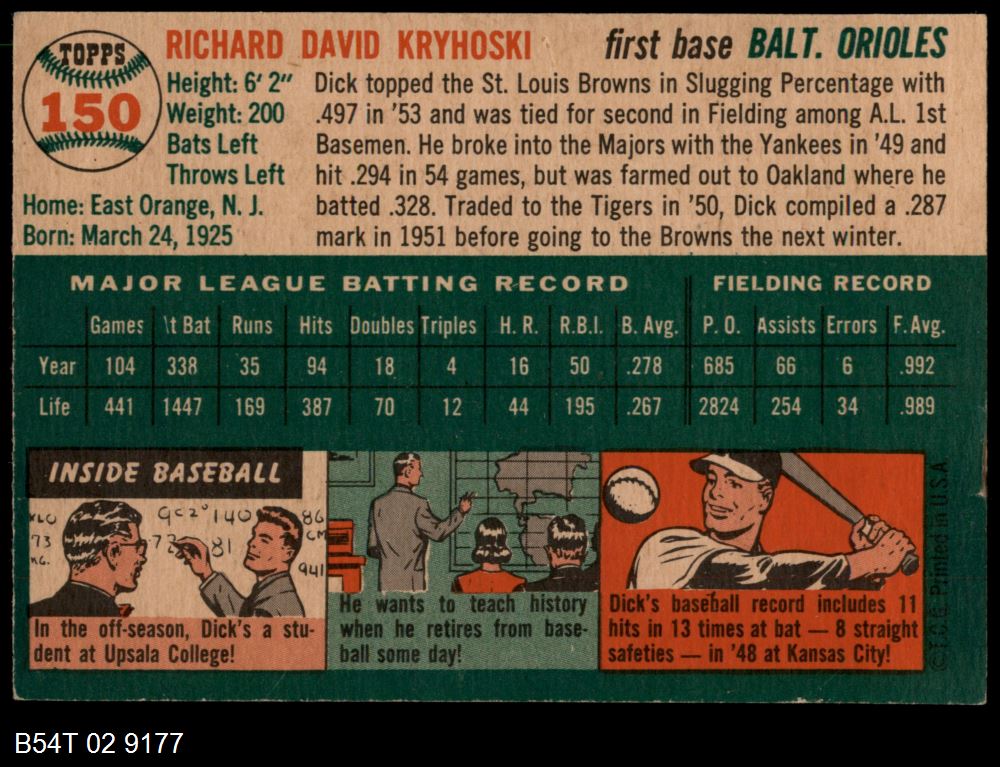 TOPPS
150
RICHARD DAVID KRYHOSKI first base BALT. ORIOLES
Height: 6' 2"
Weight: 200
Bats Left
Throws Left
Home: East Orange, N. J.
Born: March 24, 1925
Dick topped the St. Louis Browns in Slugging Percentage with
.497 in '53 and was tied for second in Fielding among A.L. 1st
Basemen. He broke into the Majors with the Yankees in '49 and
hit .294 in 54 games, but was farmed out to Oakland where he
batted .328. Traded to the Tigers in '50, Dick compiled a .287
mark in 1951 before going to the Browns the next winter.
MAJOR LEAGUE BATTING RECORD FIELDING RECORD
Games \t Bat Runs Hits Doubles Triples H. R. R.B.I. B. Avg. P. O. Assists Errors F. Avg.
Year 104 338 35 94 18 4 16 50 .278 685 66 6 .992
Life 441 1447 169 387 70 12 44 195 .267 2824 254 34 .989
INSIDE BASEBALL
73
140
86
CM
81
941
In the off-season, Dick's a stu-
dent at Upsala College!
He wants to teach history
when he retires from base-
ball some day!
Dick's baseball record includes 11
hits in 13 times at bat — 8 straight
safeties — in '48 at Kansas City!
©T.C.G. Printed in U.S.A.
B54T 02 9177